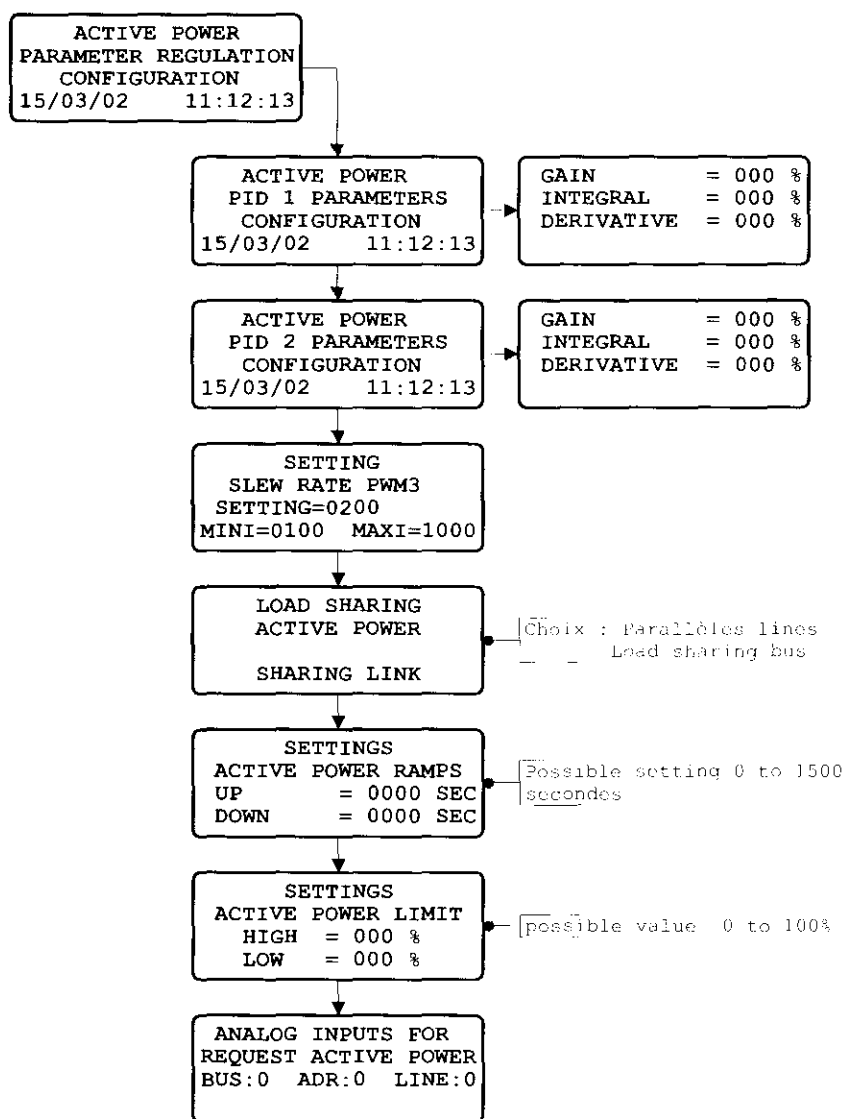 ACTIVE POWER
PARAMETER REGULATION
CONFIGURATION
15/03/02 11:12:13
ACTIVE POWER
PID 1 PARAMETERS
CONFIGURATION
15/03/02 11:12:13
GAIN = 000 %
INTEGRAL = 000 %
DERIVATIVE = 000 %
ACTIVE POWER
PID 2 PARAMETERS
CONFIGURATION
15/03/02 11:12:13
GAIN = 000 %
INTEGRAL = 000 %
DERIVATIVE = 000 %
SETTING
SLEW RATE PWM3
SETTING=0200
MINI=0100 MAXI=1000
LOAD SHARING
ACTIVE POWER
SHARING LINK
Choix : Parallèles lines
Load sharing bus
SETTINGS
ACTIVE POWER RAMPS
UP = 0000 SEC
DOWN = 0000 SEC
Possible setting 0 to 1500
secondes
SETTINGS
ACTIVE POWER LIMIT
HIGH = 000 %
LOW = 000 %
possible value 0 to 100%
ANALOG INPUTS FOR
REQUEST ACTIVE POWER
BUS:0 ADR:0 LINE:0